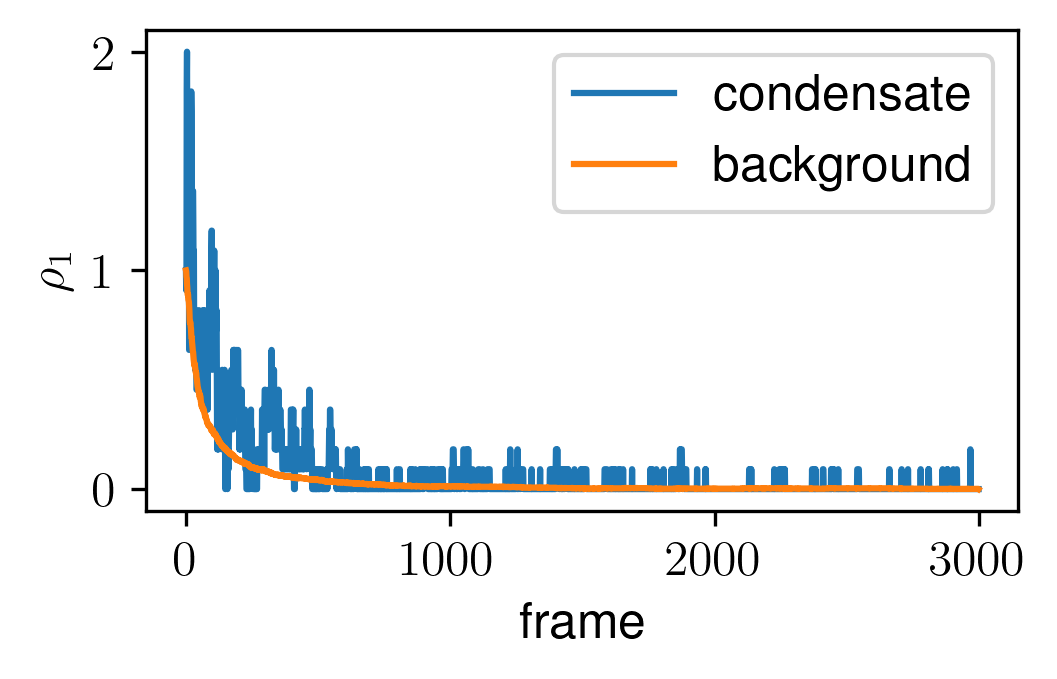 2
1
0
ρ₁
condensate
background
0 1000 2000 3000
frame